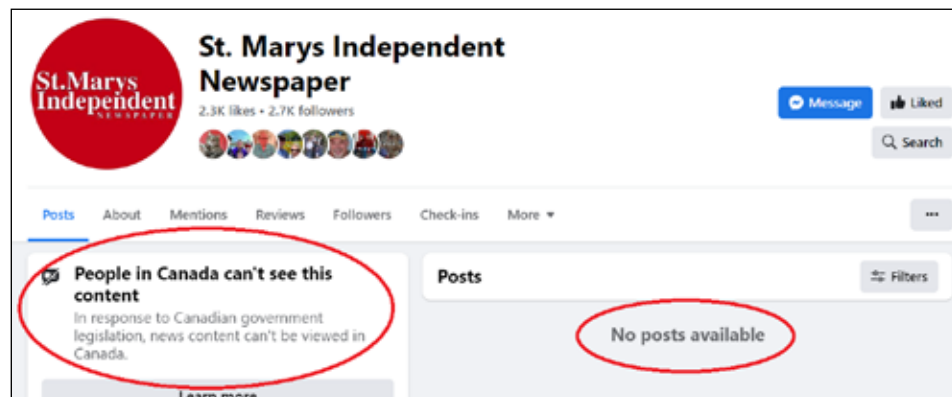 St.Marys
Independent
NEWSPAPER
St. Marys Independent
Newspaper
2.3K likes • 2.7K followers
Message
Liked
Search
Posts
About
Mentions
Reviews
Followers
Check-ins
More
People in Canada can't see this
content
In response to Canadian government
legislation, news content can't be viewed in
Canada.
Learn more
Posts
Filters
No posts available